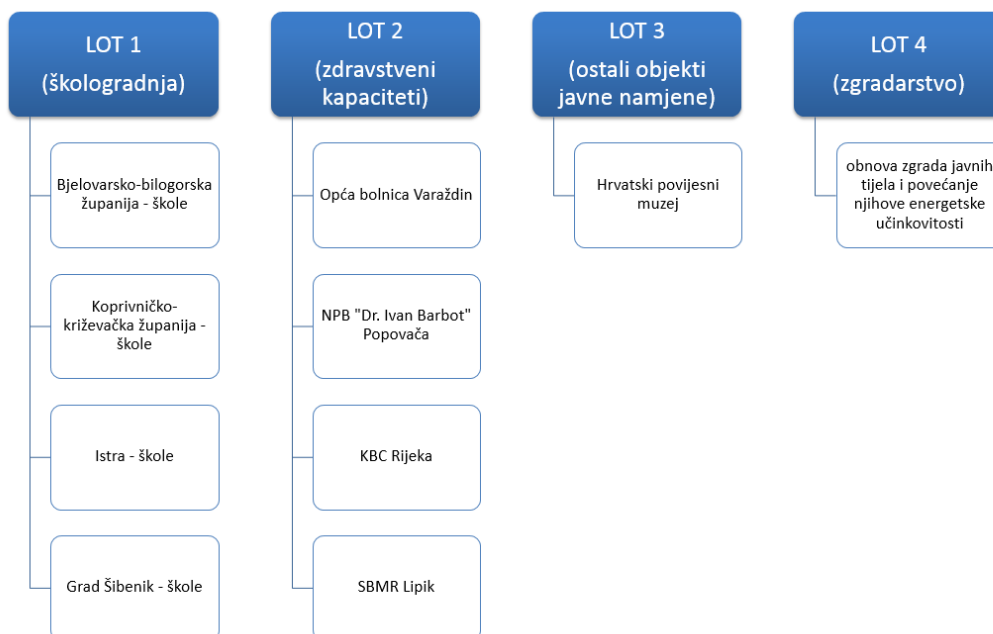 LOT 1
(škologradnja)
Bjelovarsko-bilogorska
županija - škole
Koprivničko-
križevačka županija -
škole
Istra - škole
Grad Šibenik - škole
LOT 2
(zdravstveni
kapaciteti)
Opća bolnica Varaždin
NPB "Dr. Ivan Barbot"
Popovača
KBC Rijeka
SBMR Lipik
LOT 3
(ostali objekti
javne namjene)
Hrvatski povijesni
muzej
LOT 4
(zgradarstvo)
obnova zgrada javnih
tijela i povećanje
njihove energetske
učinkovitosti